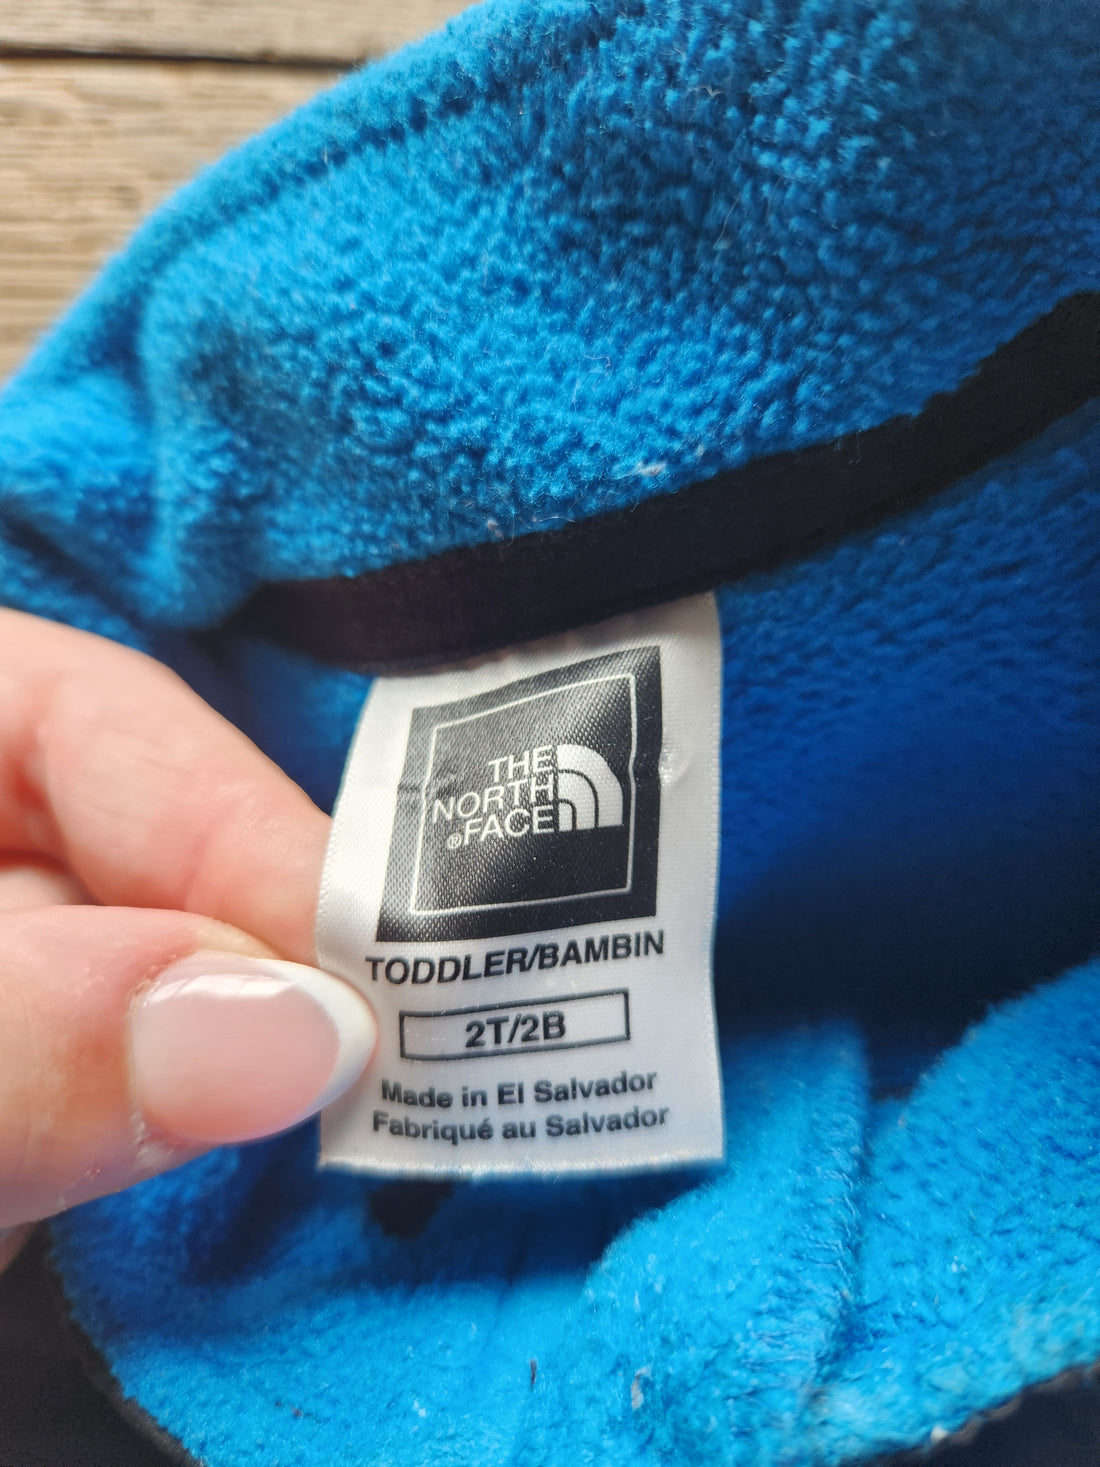 THE
NORTH
®FACE
TODDLER/BAMBIN
2T/2B
Made in El Salvador
Fabriqué au Salvador